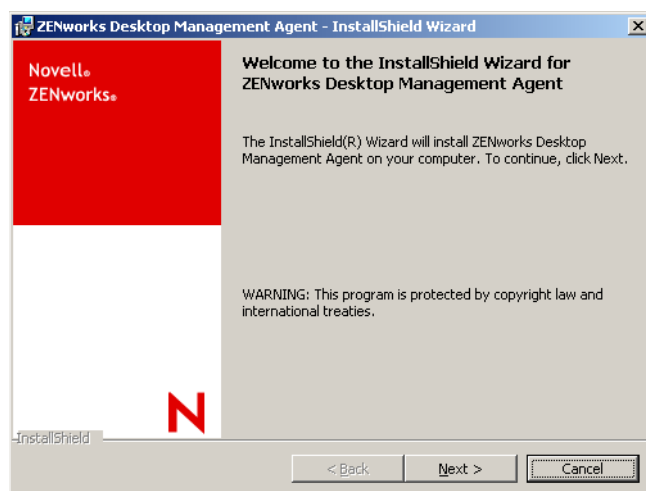 ZENworks Desktop Management Agent - InstallShield Wizard
Novell®
ZENworks®
Welcome to the InstallShield Wizard for
ZENworks Desktop Management Agent
The InstallShield(R) Wizard will install ZENworks Desktop
Management Agent on your computer. To continue, click Next.
WARNING: This program is protected by copyright law and
international treaties.
N
InstallShield
< Back
Next >
Cancel